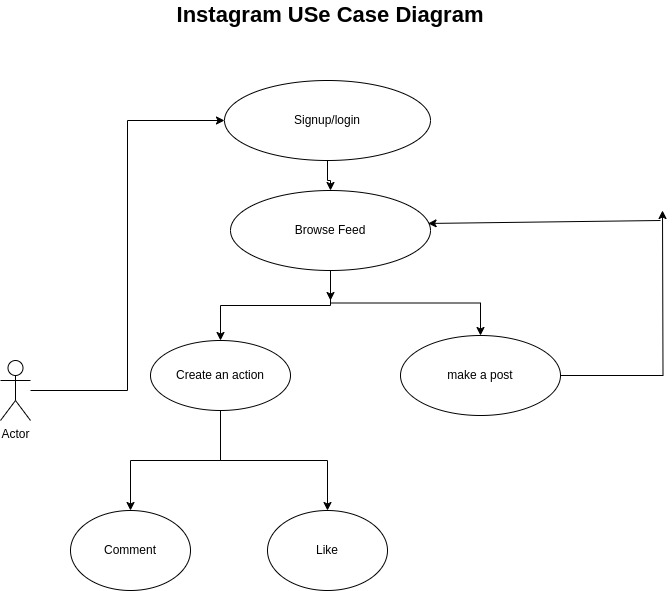 Instagram USe Case Diagram
Signup/login
Browse Feed
Create an action
make a post
Actor
Comment
Like